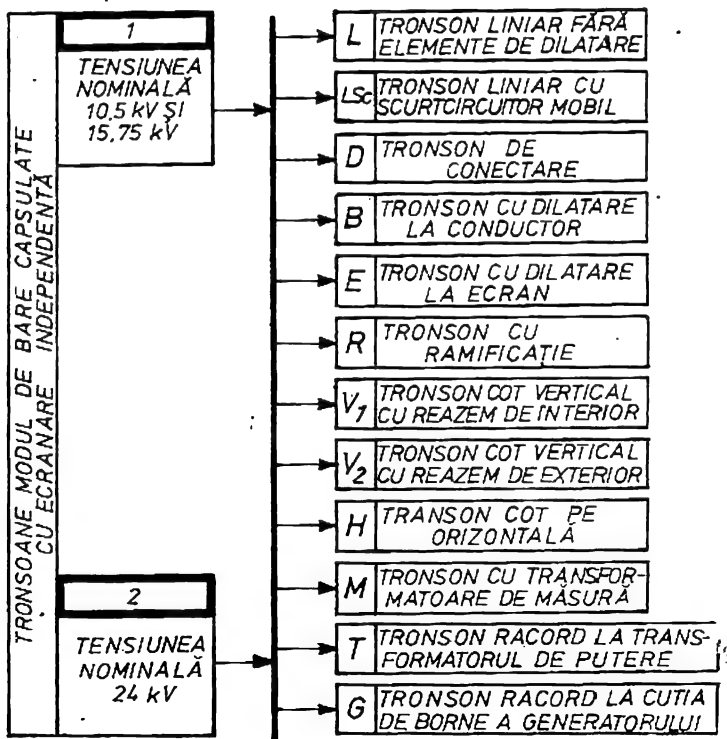 TRONSOANE MODUL DE BARE CAPSULATE
CU ECRANARE INDEPENDENTĂ
1
TENSIUNEA
NOMINALĂ
10,5 kV ŞI
15,75 kV
2
TENSIUNEA
NOMINALĂ
24 kV
L TRONSON LINIAR FĂRĂ
ELEMENTE DE DILATARE
LSc TRONSON LINIAR CU
SCURTCIRCUITOR MOBIL
D TRONSON DE
CONECTARE
B TRONSON CU DILATARE
LA CONDUCTOR
E TRONSON CU DILATARE
LA ECRAN
R TRONSON CU
RAMIFICAŢIE
V1 TRONSON COT VERTICAL
CU REAZEM DE INTERIOR
V2 TRONSON COT VERTICAL
CU REAZEM DE EXTERIOR
H TRANSON COT PE
ORIZONTALĂ
M TRONSON CU TRANSFOR-
MATOARE DE MĂSURĂ
T TRONSON RACORD LA TRANS-
FORMATORUL DE PUTERE
G TRONSON RACORD LA CUTIA
DE BORNE A GENERATORULUI